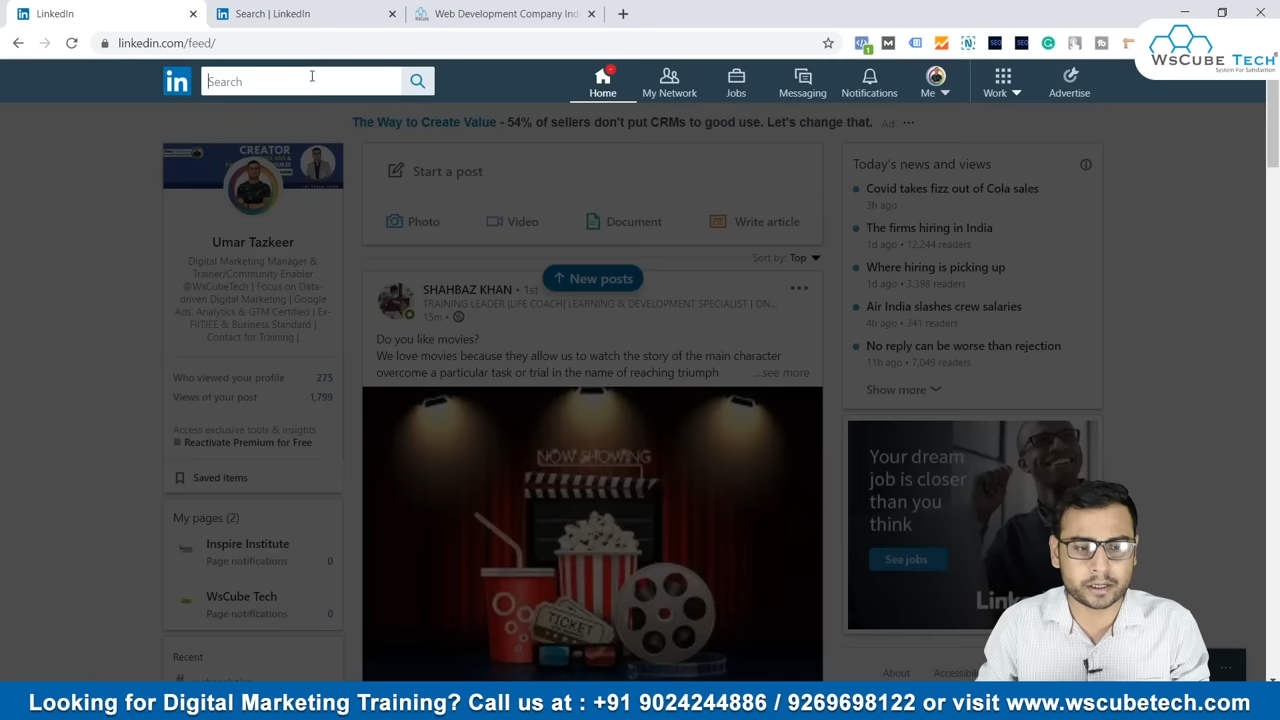 LinkedIn
Search | LinkedIn
Web Development Company Ind
linkedin.com/feed/
WsCube Tech
System For Satisfaction
in
Search
Home
My Network
Jobs
Messaging
Notifications
Me
Work
Advertise
The Way to Create Value - 54% of sellers don't put CRMs to good use. Let's change that. Ad ···
CREATOR
Umar Tazkeer
Digital Marketing Manager &
Trainer/Community Enabler
@WsCubeTech | Focus on Data-
driven Digital Marketing | Google
Ads, Analytics & GTM Certified | Ex-
FIITJEE & Business Standard |
Contact for Training |
Who viewed your profile 275
Views of your post 1,799
Access exclusive tools & insights
Reactivate Premium for Free
Saved items
My pages (2)
Inspire Institute
Page notifications 0
WsCube Tech
Page notifications 0
Recent
Start a post
Photo
Video
Document
Write article
Sort by: Top
New posts
SHAHBAZ KHAN • 1st
TRAINING LEADER |LIFE COACH| LEARNING & DEVELOPMENT SPECIALIST | ON...
15m •
Do you like movies?
We love movies because they allow us to watch the story of the main character
overcome a particular task or trial in the name of reaching triumph ...see more
NOW SHOWING
TICKET
Today's news and views
Covid takes fizz out of Cola sales
3h ago
The firms hiring in India
1d ago • 12,244 readers
Where hiring is picking up
1d ago • 3,398 readers
Air India slashes crew salaries
4h ago • 341 readers
No reply can be worse than rejection
11h ago • 7,049 readers
Show more
Your dream
job is closer
than you
think
See jobs
Link
About
Looking for Digital Marketing Training? Call us at : +91 9024244886 / 9269698122 or visit www.wscubetech.com